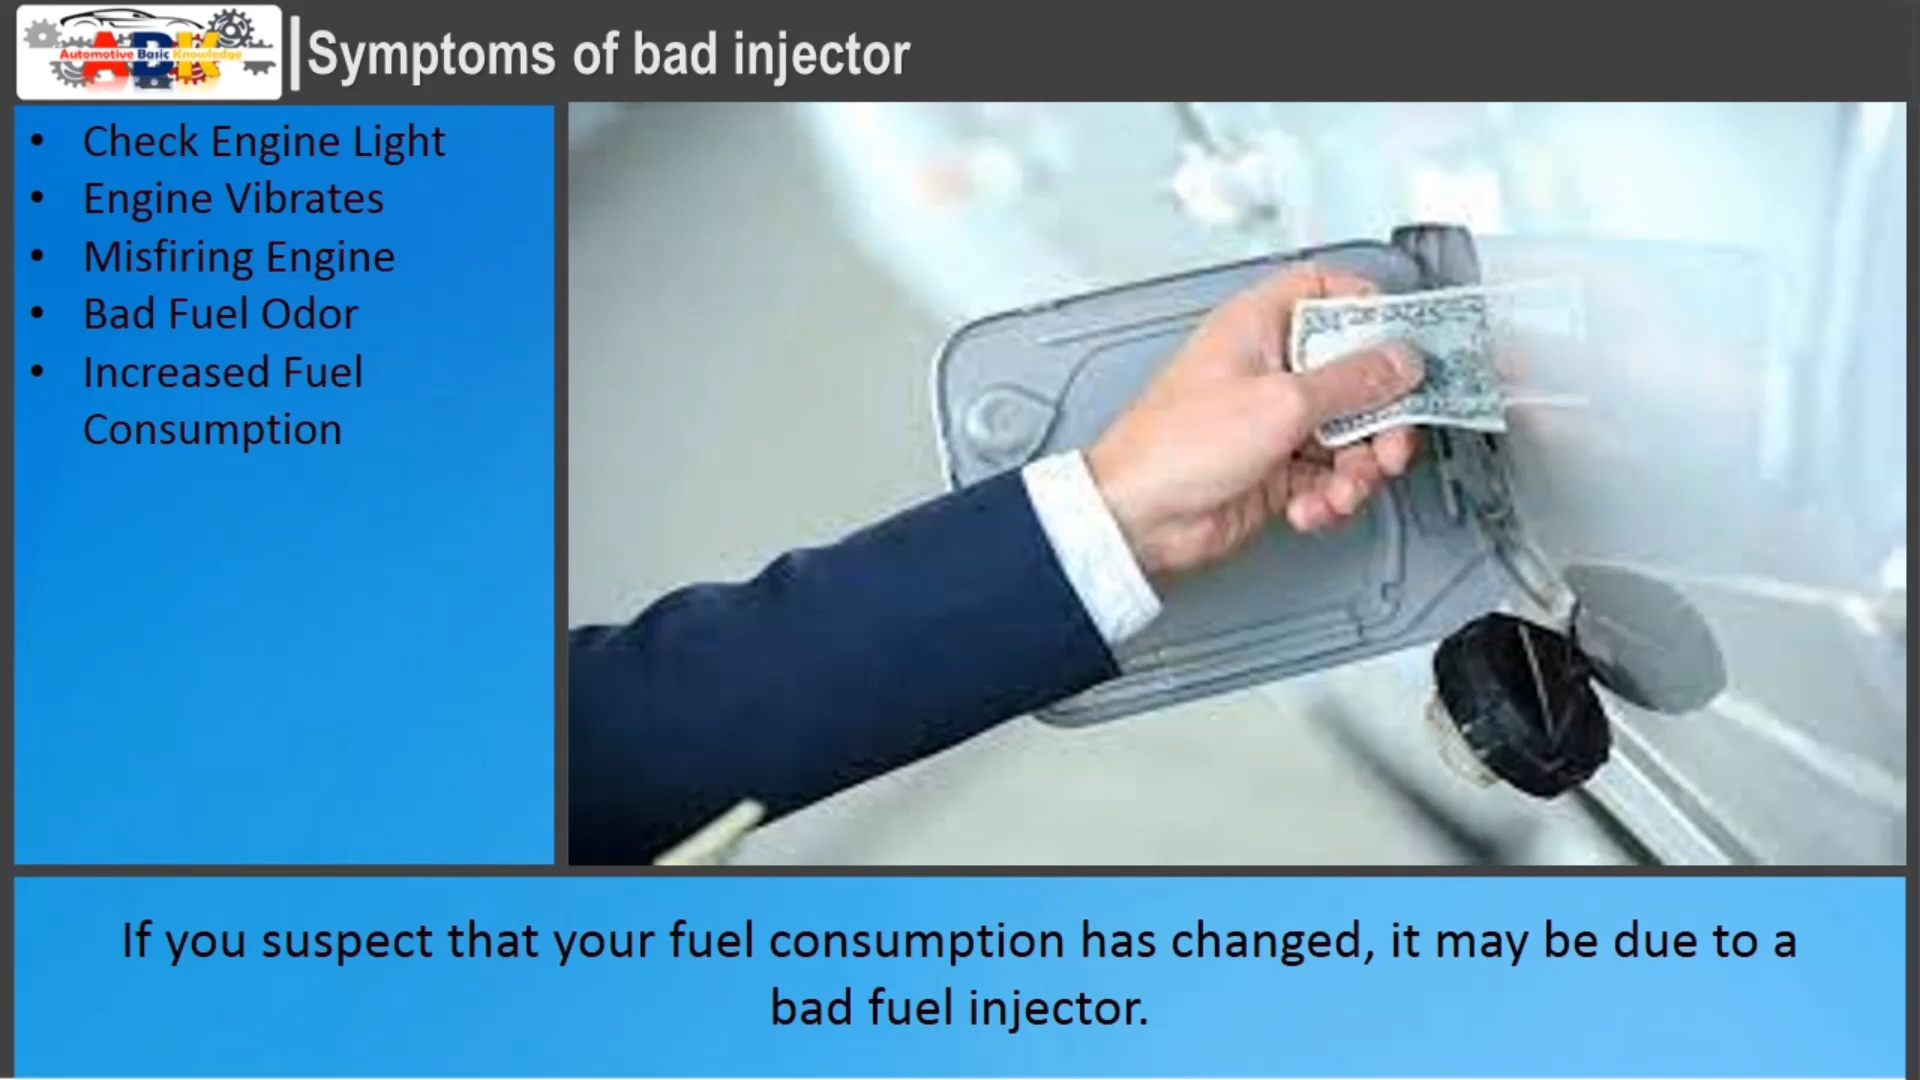 ABK
Automotive Basic Knowledge
Symptoms of bad injector
• Check Engine Light
• Engine Vibrates
• Misfiring Engine
• Bad Fuel Odor
• Increased Fuel
Consumption
If you suspect that your fuel consumption has changed, it may be due to a
bad fuel injector.